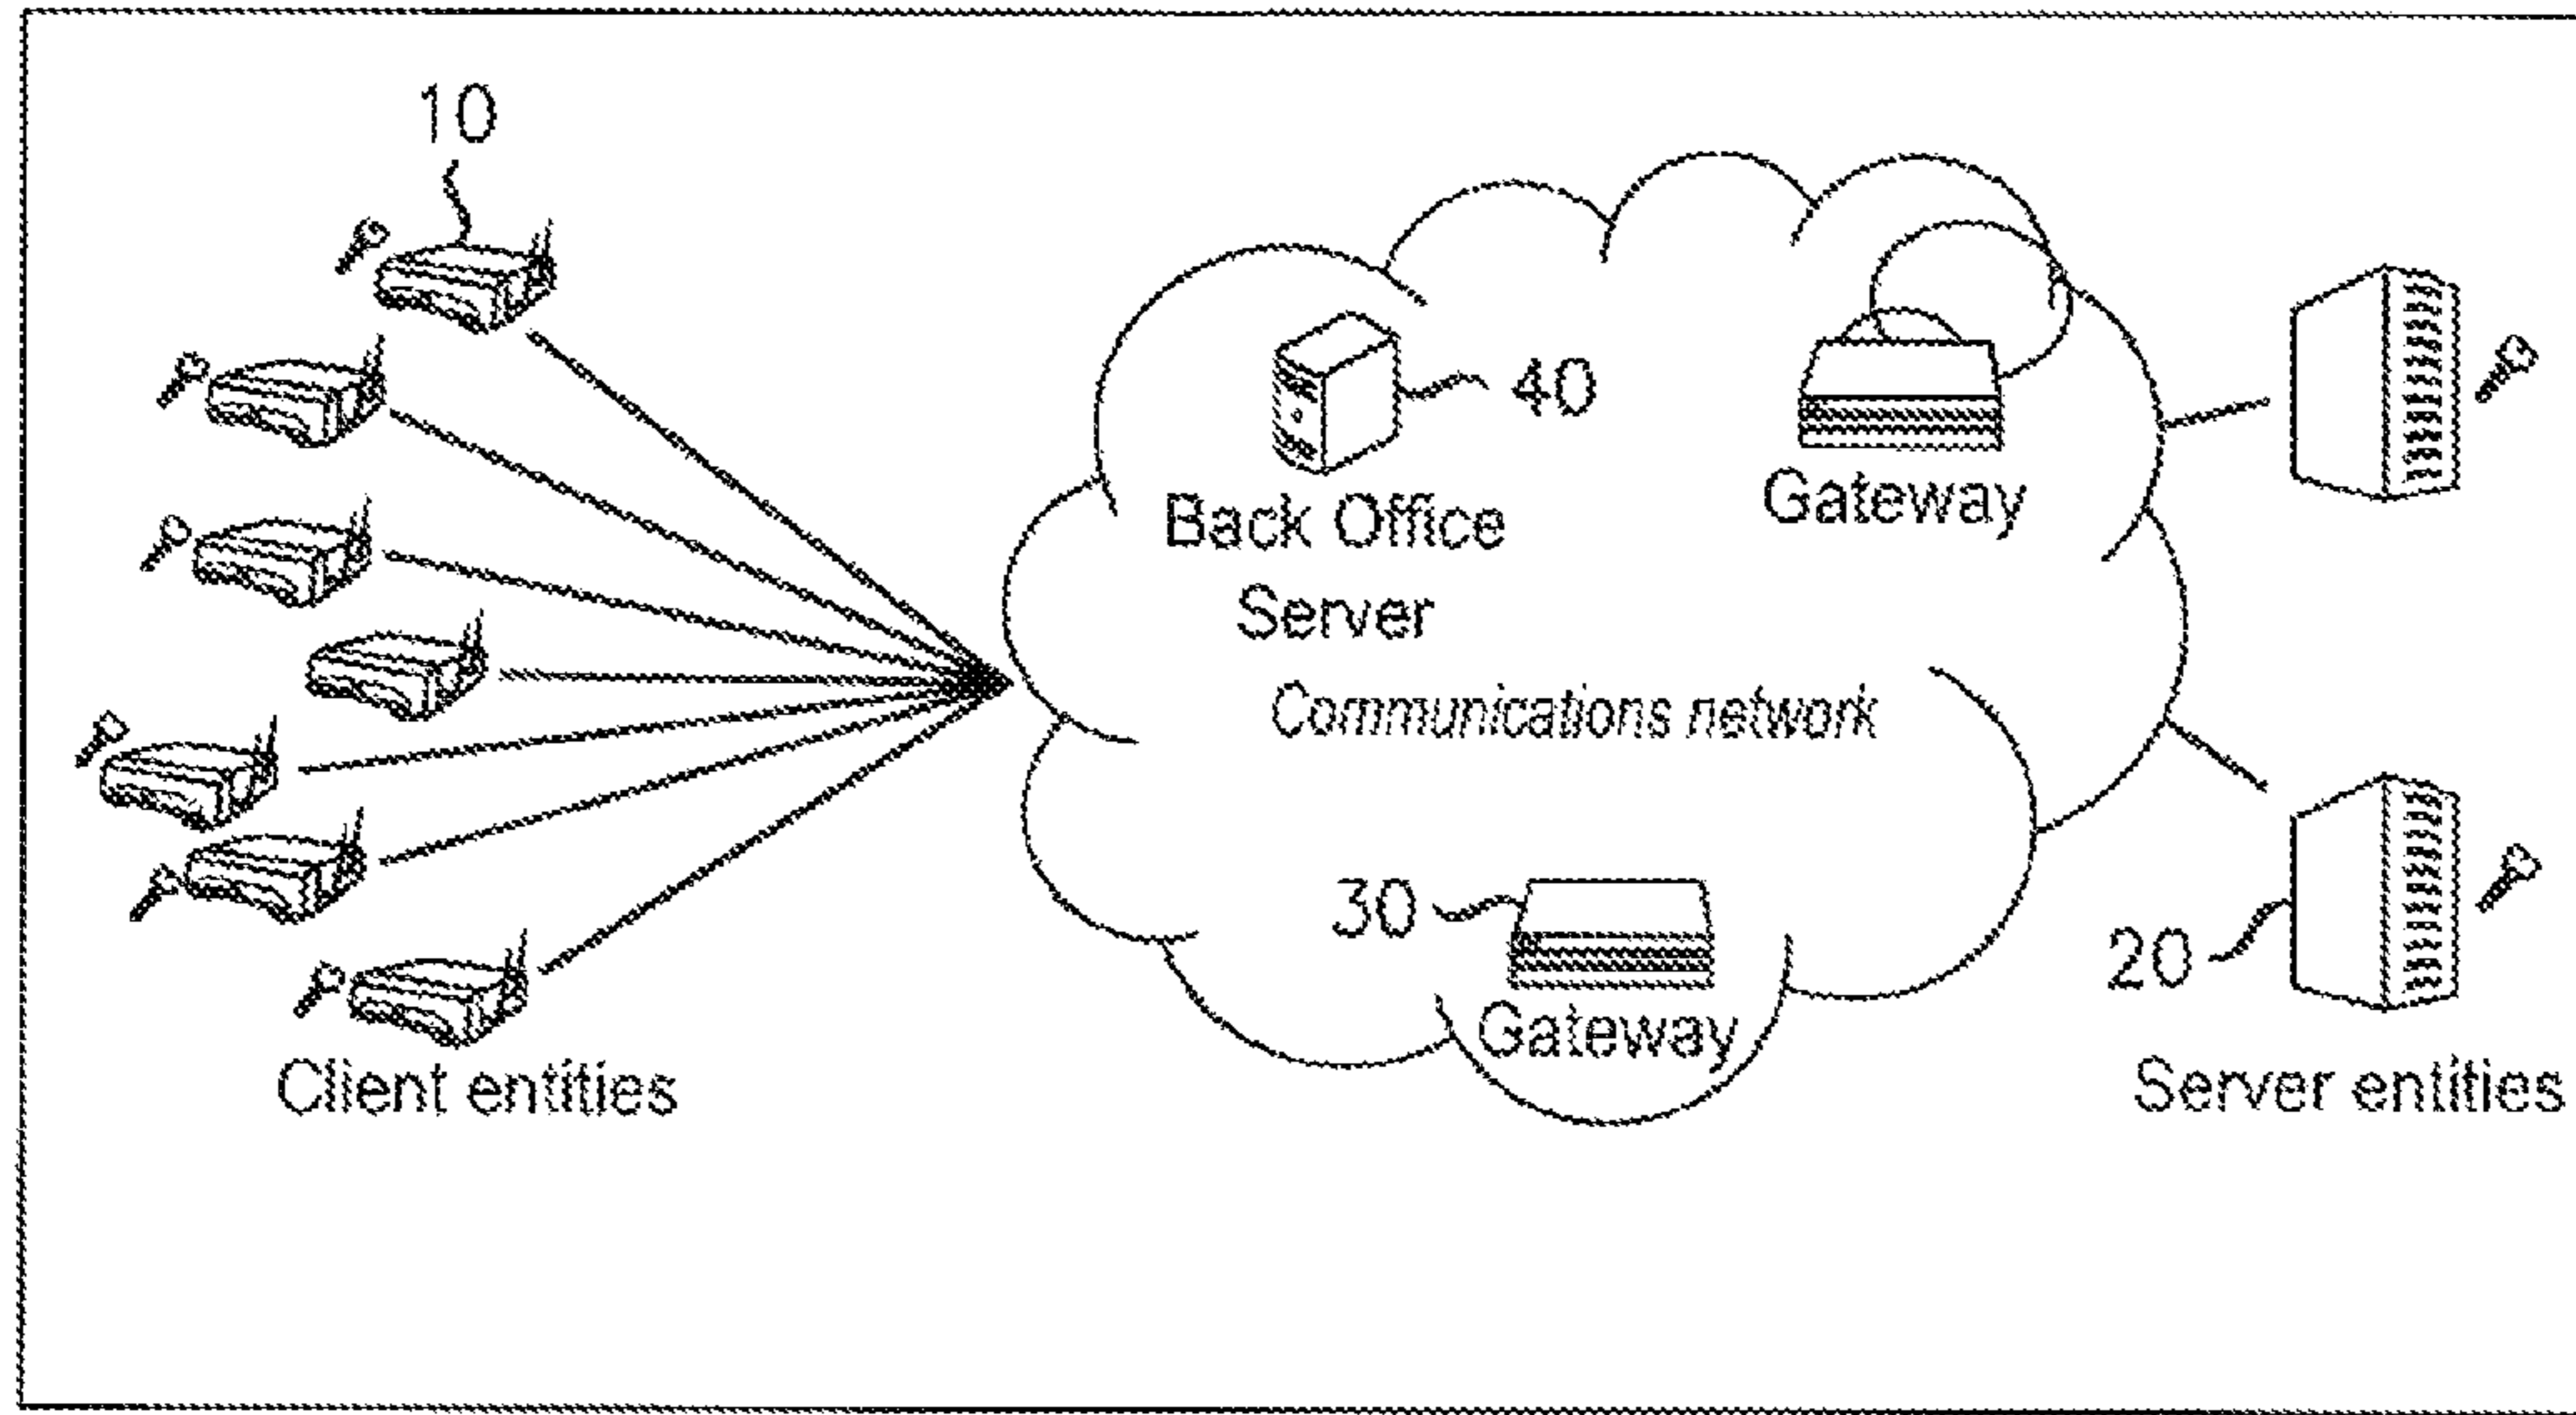 10
40
Back Office
Server
Gateway
Communications network
30
Gateway
20
Client entities
Server entities